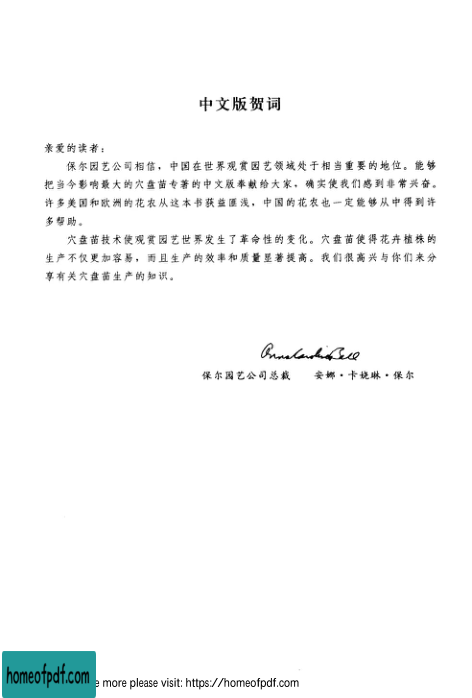 中文版贺词
亲爱的读者：
保尔园艺公司相信，中国在世界观赏园艺领域处于相当重要的地位。能够
把当今影响最大的穴盘苗专著的中文版奉献给大家，确实使我们感到非常兴奋。
许多美国和欧洲的花农从这本书获益匪浅，中国的花农也一定能够从中得到许
多帮助。
穴盘苗技术使观赏园艺世界发生了革命性的变化。穴盘苗使得花卉植株的
生产不仅更加容易，而且生产的效率和质量显著提高。我们很高兴与你们来分
享有关穴盘苗生产的知识。
保尔园艺公司总裁 安娜·卡娆琳·保尔
homeofpdf.com
e more please visit: https://homeofpdf.com